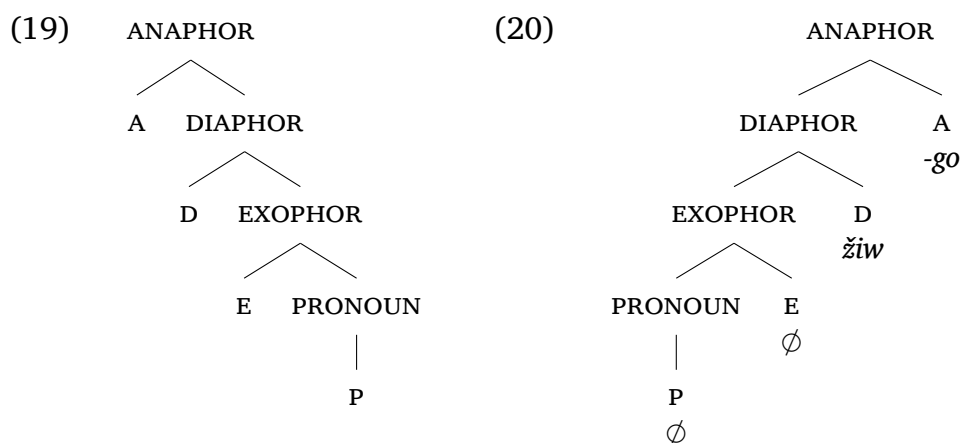 (19) ANAPHOR (20) ANAPHOR
A DIAPHOR DIAPHOR A
-go
D EXOPHOR EXOPHOR D
žiw
E PRONOUN PRONOUN E
∅
P P
∅